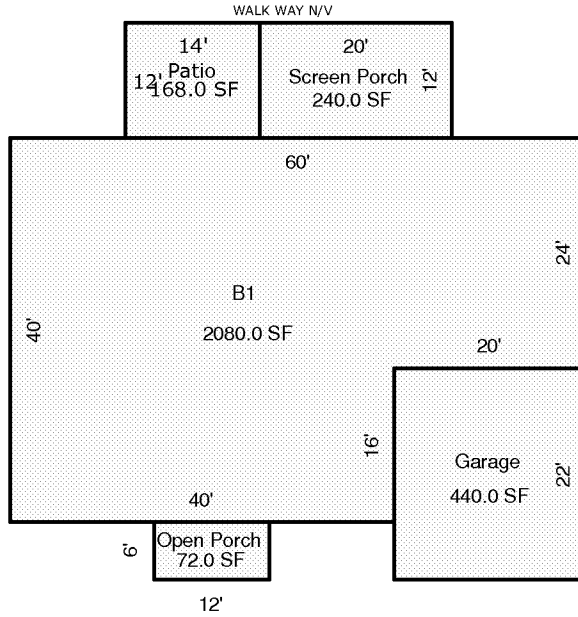 WALK WAY N/V
14'
20'
12'
Patio
168.0 SF
Screen Porch
240.0 SF
12'
60'
24'
B1
2080.0 SF
40'
20'
16'
Garage
440.0 SF
22'
40'
Open Porch
72.0 SF
6'
12'